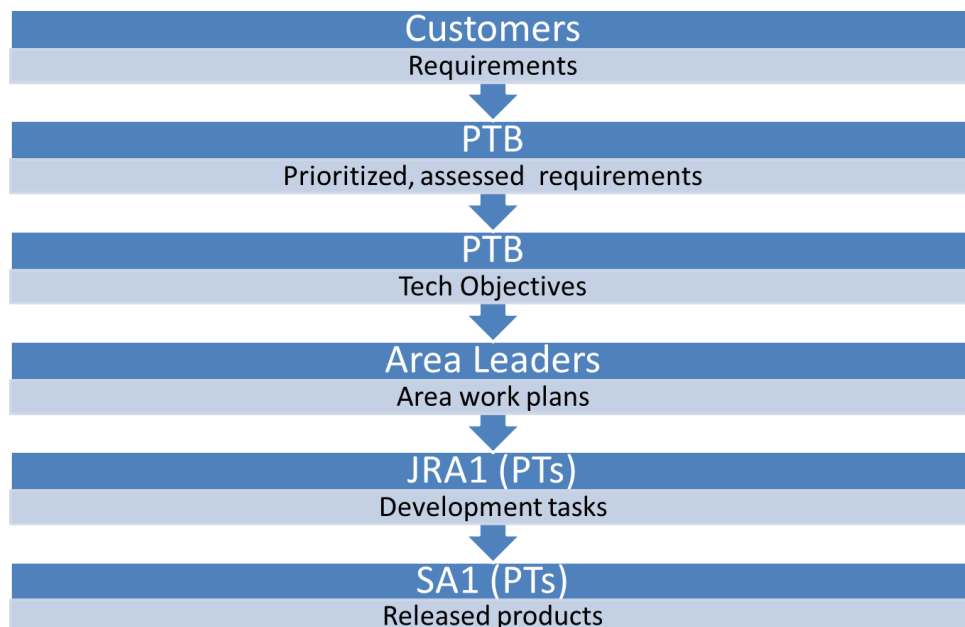 Customers
Requirements
PTB
Prioritized, assessed requirements
PTB
Tech Objectives
Area Leaders
Area work plans
JRA1 (PTs)
Development tasks
SA1 (PTs)
Released products